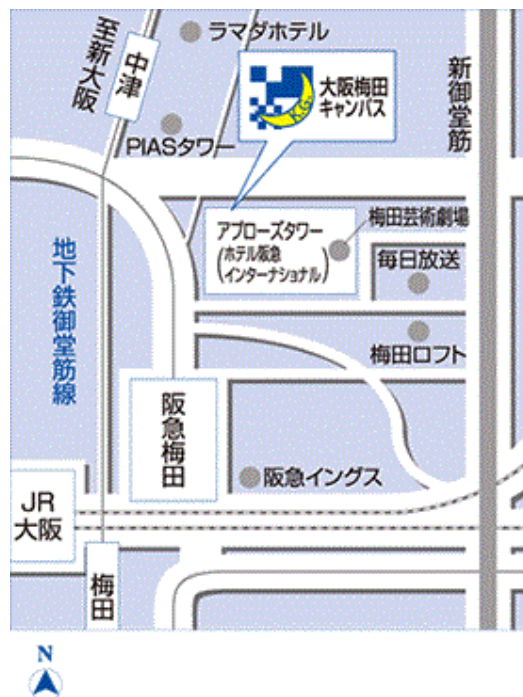 ラマダホテル
中津
至新大阪
K.G.
大阪梅田
キャンパス
新御堂筋
PIASタワー
アプローズタワー
(ホテル阪急
インターナショナル)
梅田芸術劇場
毎日放送
地下鉄御堂筋線
梅田ロフト
阪急梅田
阪急イングス
JR
大阪
梅田
N